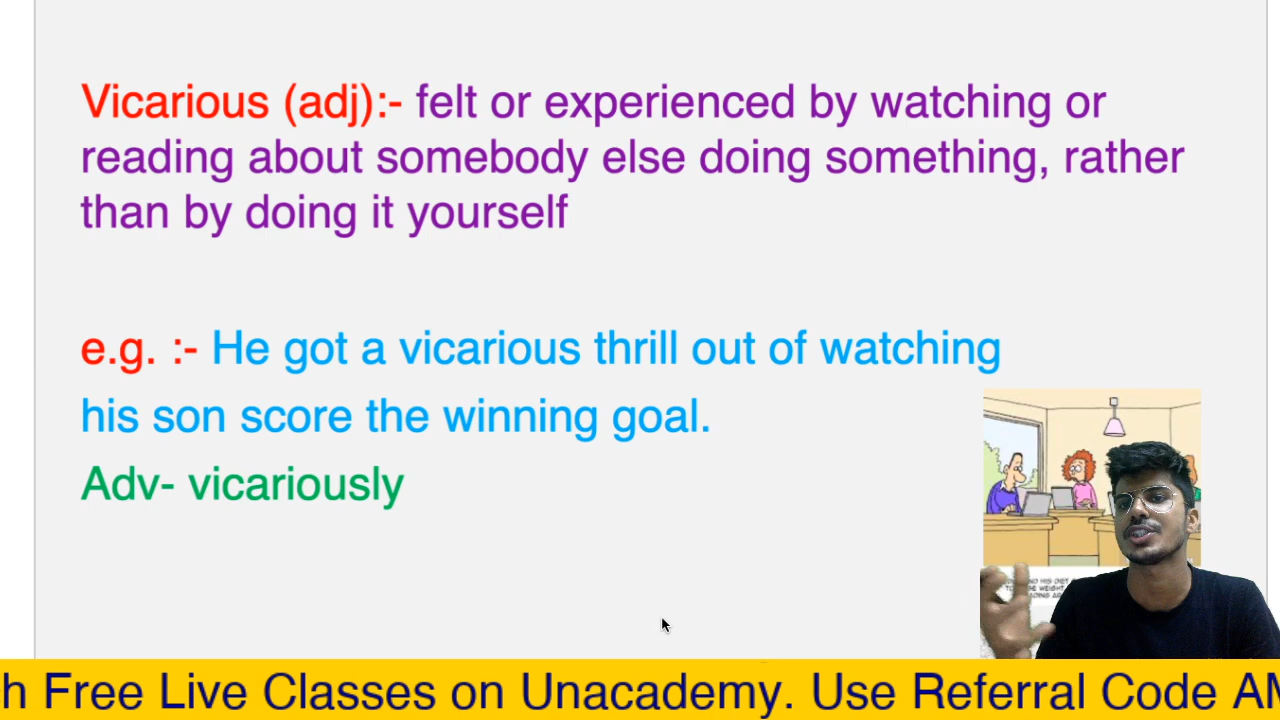 Vicarious (adj):- felt or experienced by watching or
reading about somebody else doing something, rather
than by doing it yourself
e.g. :- He got a vicarious thrill out of watching
his son score the winning goal.
Adv- vicariously
HIS DIET
h Free Live Classes on Unacademy. Use Referral Code AM